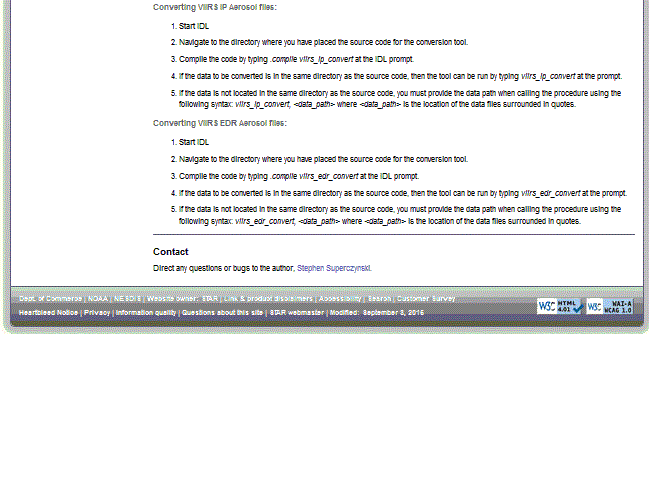 Converting VIIRS IP Aerosol files:
1. Start IDL
2. Navigate to the directory where you have placed the source code for the conversion tool.
3. Compile the code by typing .compile viirs_ip_convert at the IDL prompt.
4. If the data to be converted is in the same directory as the source code, then the tool can be run by typing viirs_ip_convert at the prompt.
5. If the data is not located in the same directory as the source code, you must provide the data path when calling the procedure using the
following syntax: viirs_ip_convert, <data_path> where <data_path> is the location of the data files surrounded in quotes.
Converting VIIRS EDR Aerosol files:
1. Start IDL
2. Navigate to the directory where you have placed the source code for the conversion tool.
3. Compile the code by typing .compile viirs_edr_convert at the IDL prompt.
4. If the data to be converted is in the same directory as the source code, then the tool can be run by typing viirs_edr_convert at the prompt.
5. If the data is not located in the same directory as the source code, you must provide the data path when calling the procedure using the
following syntax: viirs_edr_convert, <data_path> where <data_path> is the location of the data files surrounded in quotes.
Contact
Direct any questions or bugs to the author, Stephen Superczynski.
Dept. of Commerce | NOAA | NESDIS | Website owner: STAR | Link & product disclaimers | Accessibility | Search | Customer Survey
Heartbleed Notice | Privacy | Information quality | Questions about this site | STAR webmaster | Modified: September 8, 2016
W3C HTML 4.01
W3C WAI-A WCAG 1.0